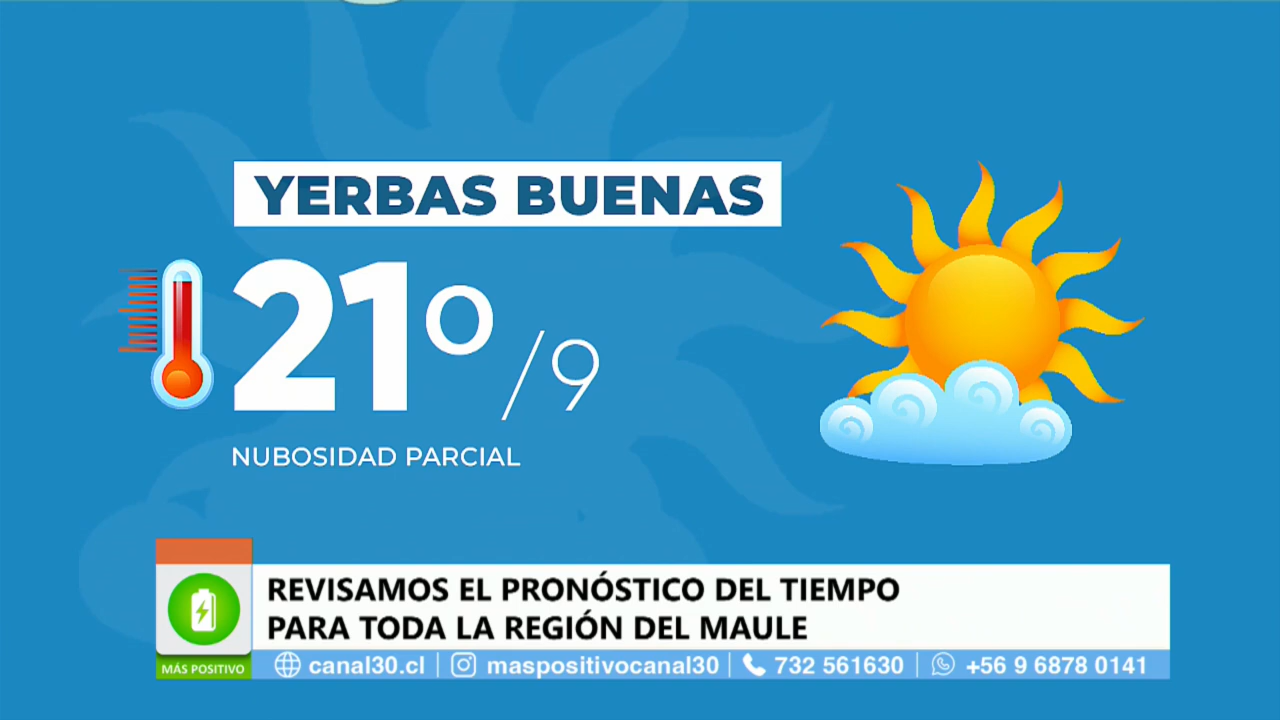 YERBAS BUENAS
21° /9
NUBOSIDAD PARCIAL
REVISAMOS EL PRONÓSTICO DEL TIEMPO
PARA TODA LA REGIÓN DEL MAULE
MÁS POSITIVO
canal30.cl | maspositivocanal30 | 732 561630 | +56 9 6878 0141